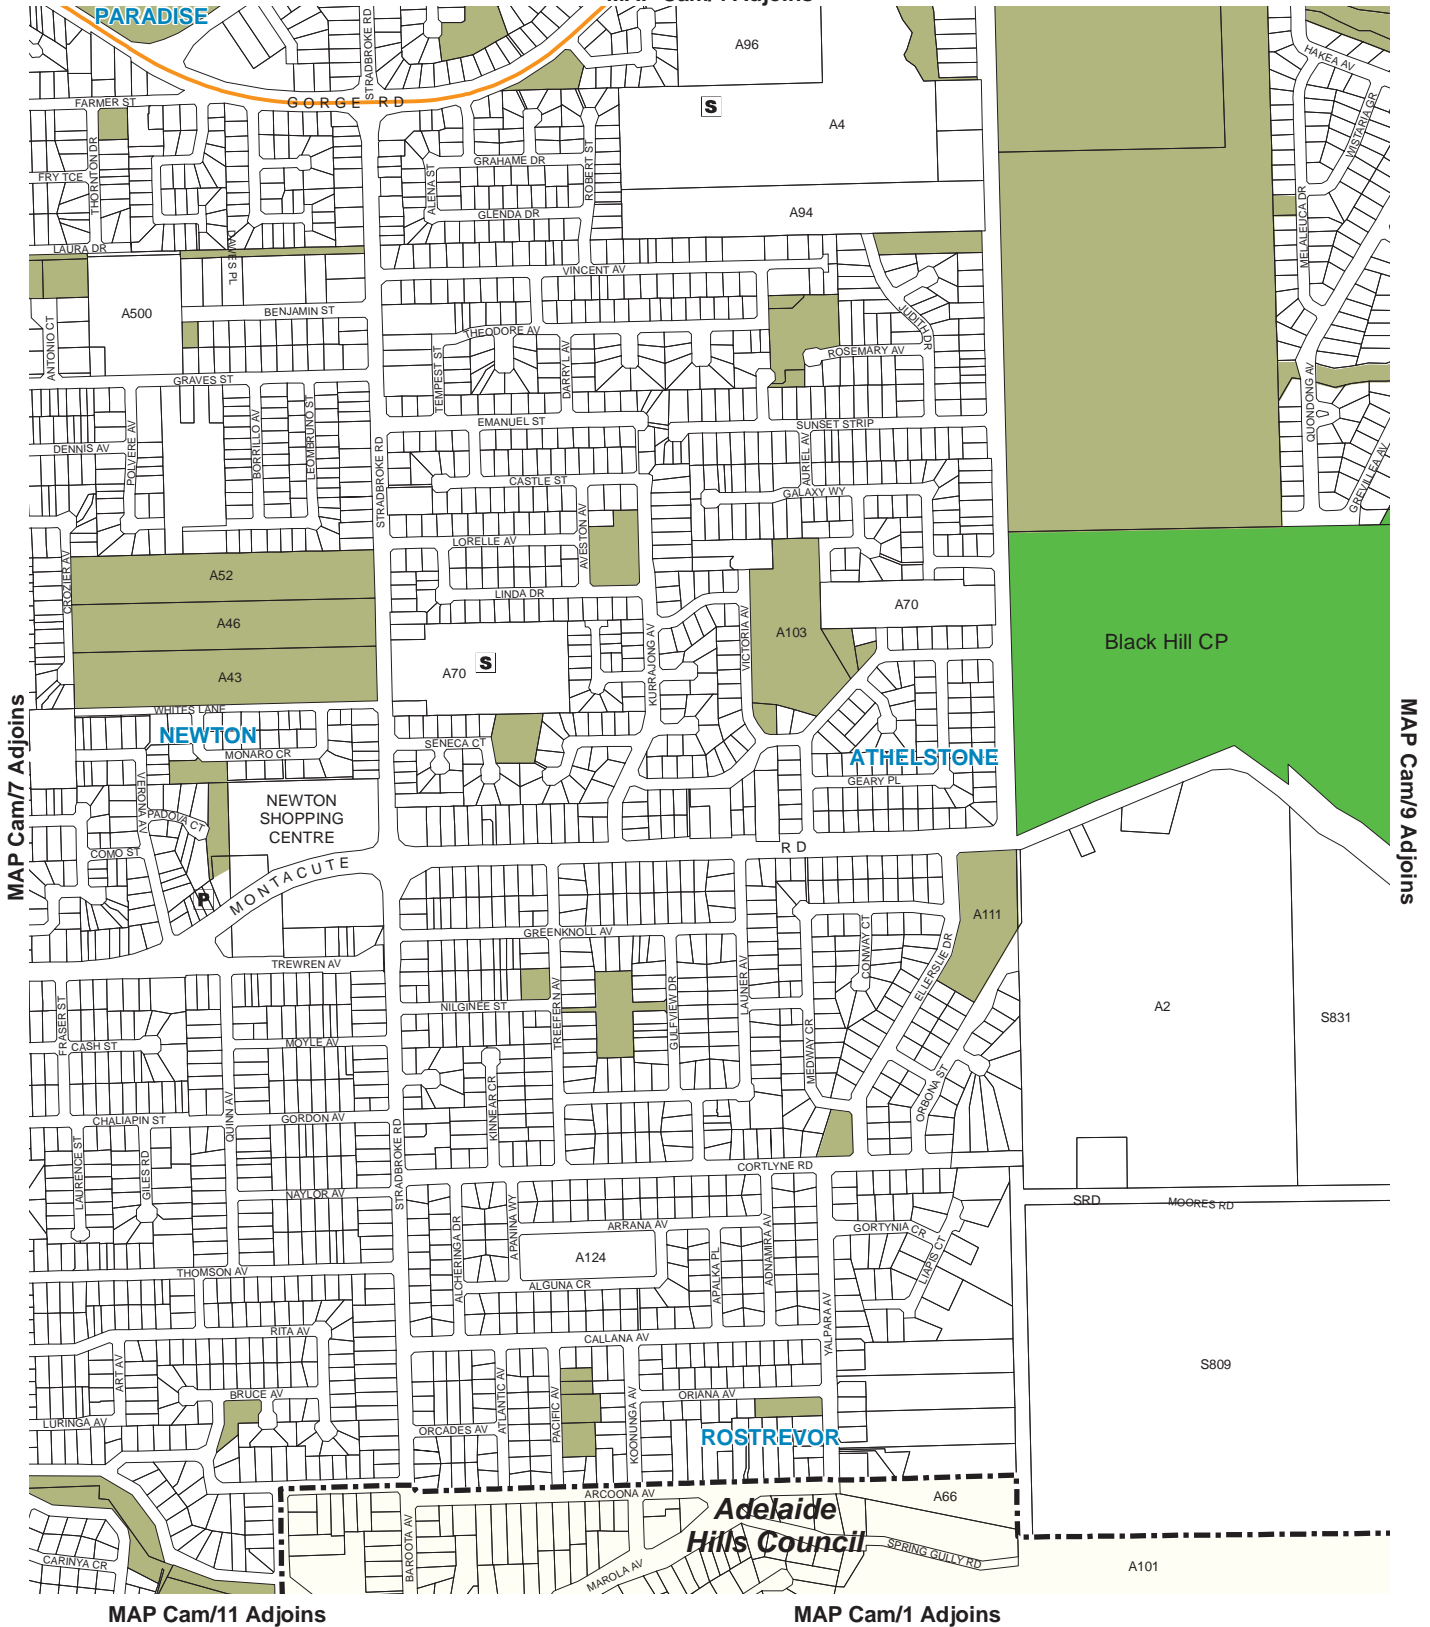 PARADISE
STRADBROKE RD
A96
HAKEA AV
WISTARIA GR
FARMER ST
GORGE RD
S
A4
THORNTON DR
FRY TCE
GRAHAME DR
ROBERT ST
ALENA ST
GLENDA DR
A94
MELALEUCA DR
LAURA DR
DAWES PL
VINCENT AV
A500
BENJAMIN ST
ANTONIO CT
THEODORE AV
JUDITH DR
ROSEMARY AV
TEMPEST ST
DARRYL AV
GRAVES ST
QUONDONG AV
EMANUEL ST
SUNSET STRIP
POLVERE AV
BORRILLO AV
LEOMBRUNO ST
DENNIS AV
STRADBROKE RD
AURIEL AV
GREVILLEA AV
CASTLE ST
GALAXY WY
AVESTON AV
LORELLE AV
CROZIER AV
A52
LINDA DR
A70
A46
VICTORIA AV
A103
KURRAJONG AV
Black Hill CP
A70
S
A43
WHITES LANE
NEWTON
SENECA CT
MONARO CR
ATHELSTONE
GEARY PL
MAP Cam/7 Adjoins
MAP Cam/9 Adjoins
VERONA AV
PADOVA CT
NEWTON
SHOPPING
CENTRE
COMO ST
MONTACUTE
RD
P
A111
GREENKNOLL AV
CONWAY CT
ELLERSLIE DR
TREWREN AV
LAUNER AV
TREEFERN AV
GULFVIEW DR
NILGINEE ST
A2
S831
FRASER ST
CASH ST
MOYLE AV
MEDWAY CR
ORBONA ST
KINNEAR CR
CHALIAPIN ST
QUINN AV
GORDON AV
STRADBROKE RD
LAURENCE ST
GILES RD
CORTLYNE RD
NAYLOR AV
SRD
MOORES RD
APANINA WY
ALCHERINGA DR
ARRANA AV
GORTYNIA CR
ADNAMIRA AV
APALKA PL
LIAPIS CT
A124
THOMSON AV
ALGUNA CR
YALPARA AV
RITA AV
CALLANA AV
ART AV
S809
BRUCE AV
ATLANTIC AV
PACIFIC AV
KOONUNGA AV
ORIANA AV
LURINGA AV
ORCADES AV
ROSTREVOR
ARCOONA AV
A66
Adelaide
Hills Council
BAROOTA AV
SPRING GULLY RD
CARINYA CR
MAROLA AV
A101
MAP Cam/11 Adjoins
MAP Cam/1 Adjoins